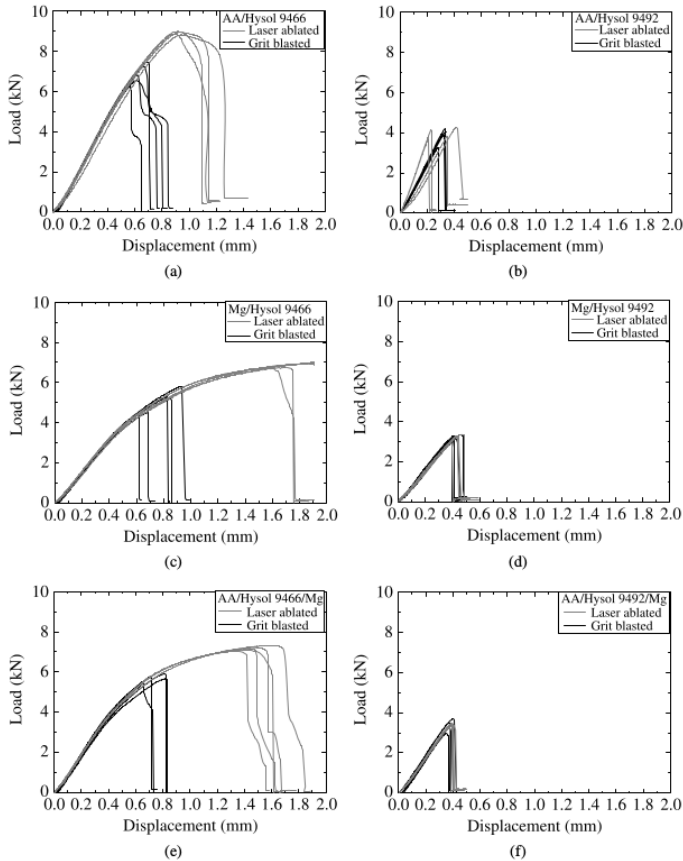 AA/Hysol 9466
Laser ablated
Grit blasted
Load (kN)
10
8
6
4
2
0
0.0 0.2 0.4 0.6 0.8 1.0 1.2 1.4 1.6 1.8 2.0
Displacement (mm)
(a)
AA/Hysol 9492
Laser ablated
Grit blasted
Load (kN)
10
8
6
4
2
0
0.0 0.2 0.4 0.6 0.8 1.0 1.2 1.4 1.6 1.8 2.0
Displacement (mm)
(b)
Mg/Hysol 9466
Laser ablated
Grit blasted
Load (kN)
10
8
6
4
2
0
0.0 0.2 0.4 0.6 0.8 1.0 1.2 1.4 1.6 1.8 2.0
Displacement (mm)
(c)
Mg/Hysol 9492
Laser ablated
Grit blasted
Load (kN)
10
8
6
4
2
0
0.0 0.2 0.4 0.6 0.8 1.0 1.2 1.4 1.6 1.8 2.0
Displacement (mm)
(d)
AA/Hysol 9466/Mg
Laser ablated
Grit blasted
Load (kN)
10
8
6
4
2
0
0.0 0.2 0.4 0.6 0.8 1.0 1.2 1.4 1.6 1.8 2.0
Displacement (mm)
(e)
AA/Hysol 9492/Mg
Laser ablated
Grit blasted
Load (kN)
10
8
6
4
2
0
0.0 0.2 0.4 0.6 0.8 1.0 1.2 1.4 1.6 1.8 2.0
Displacement (mm)
(f)